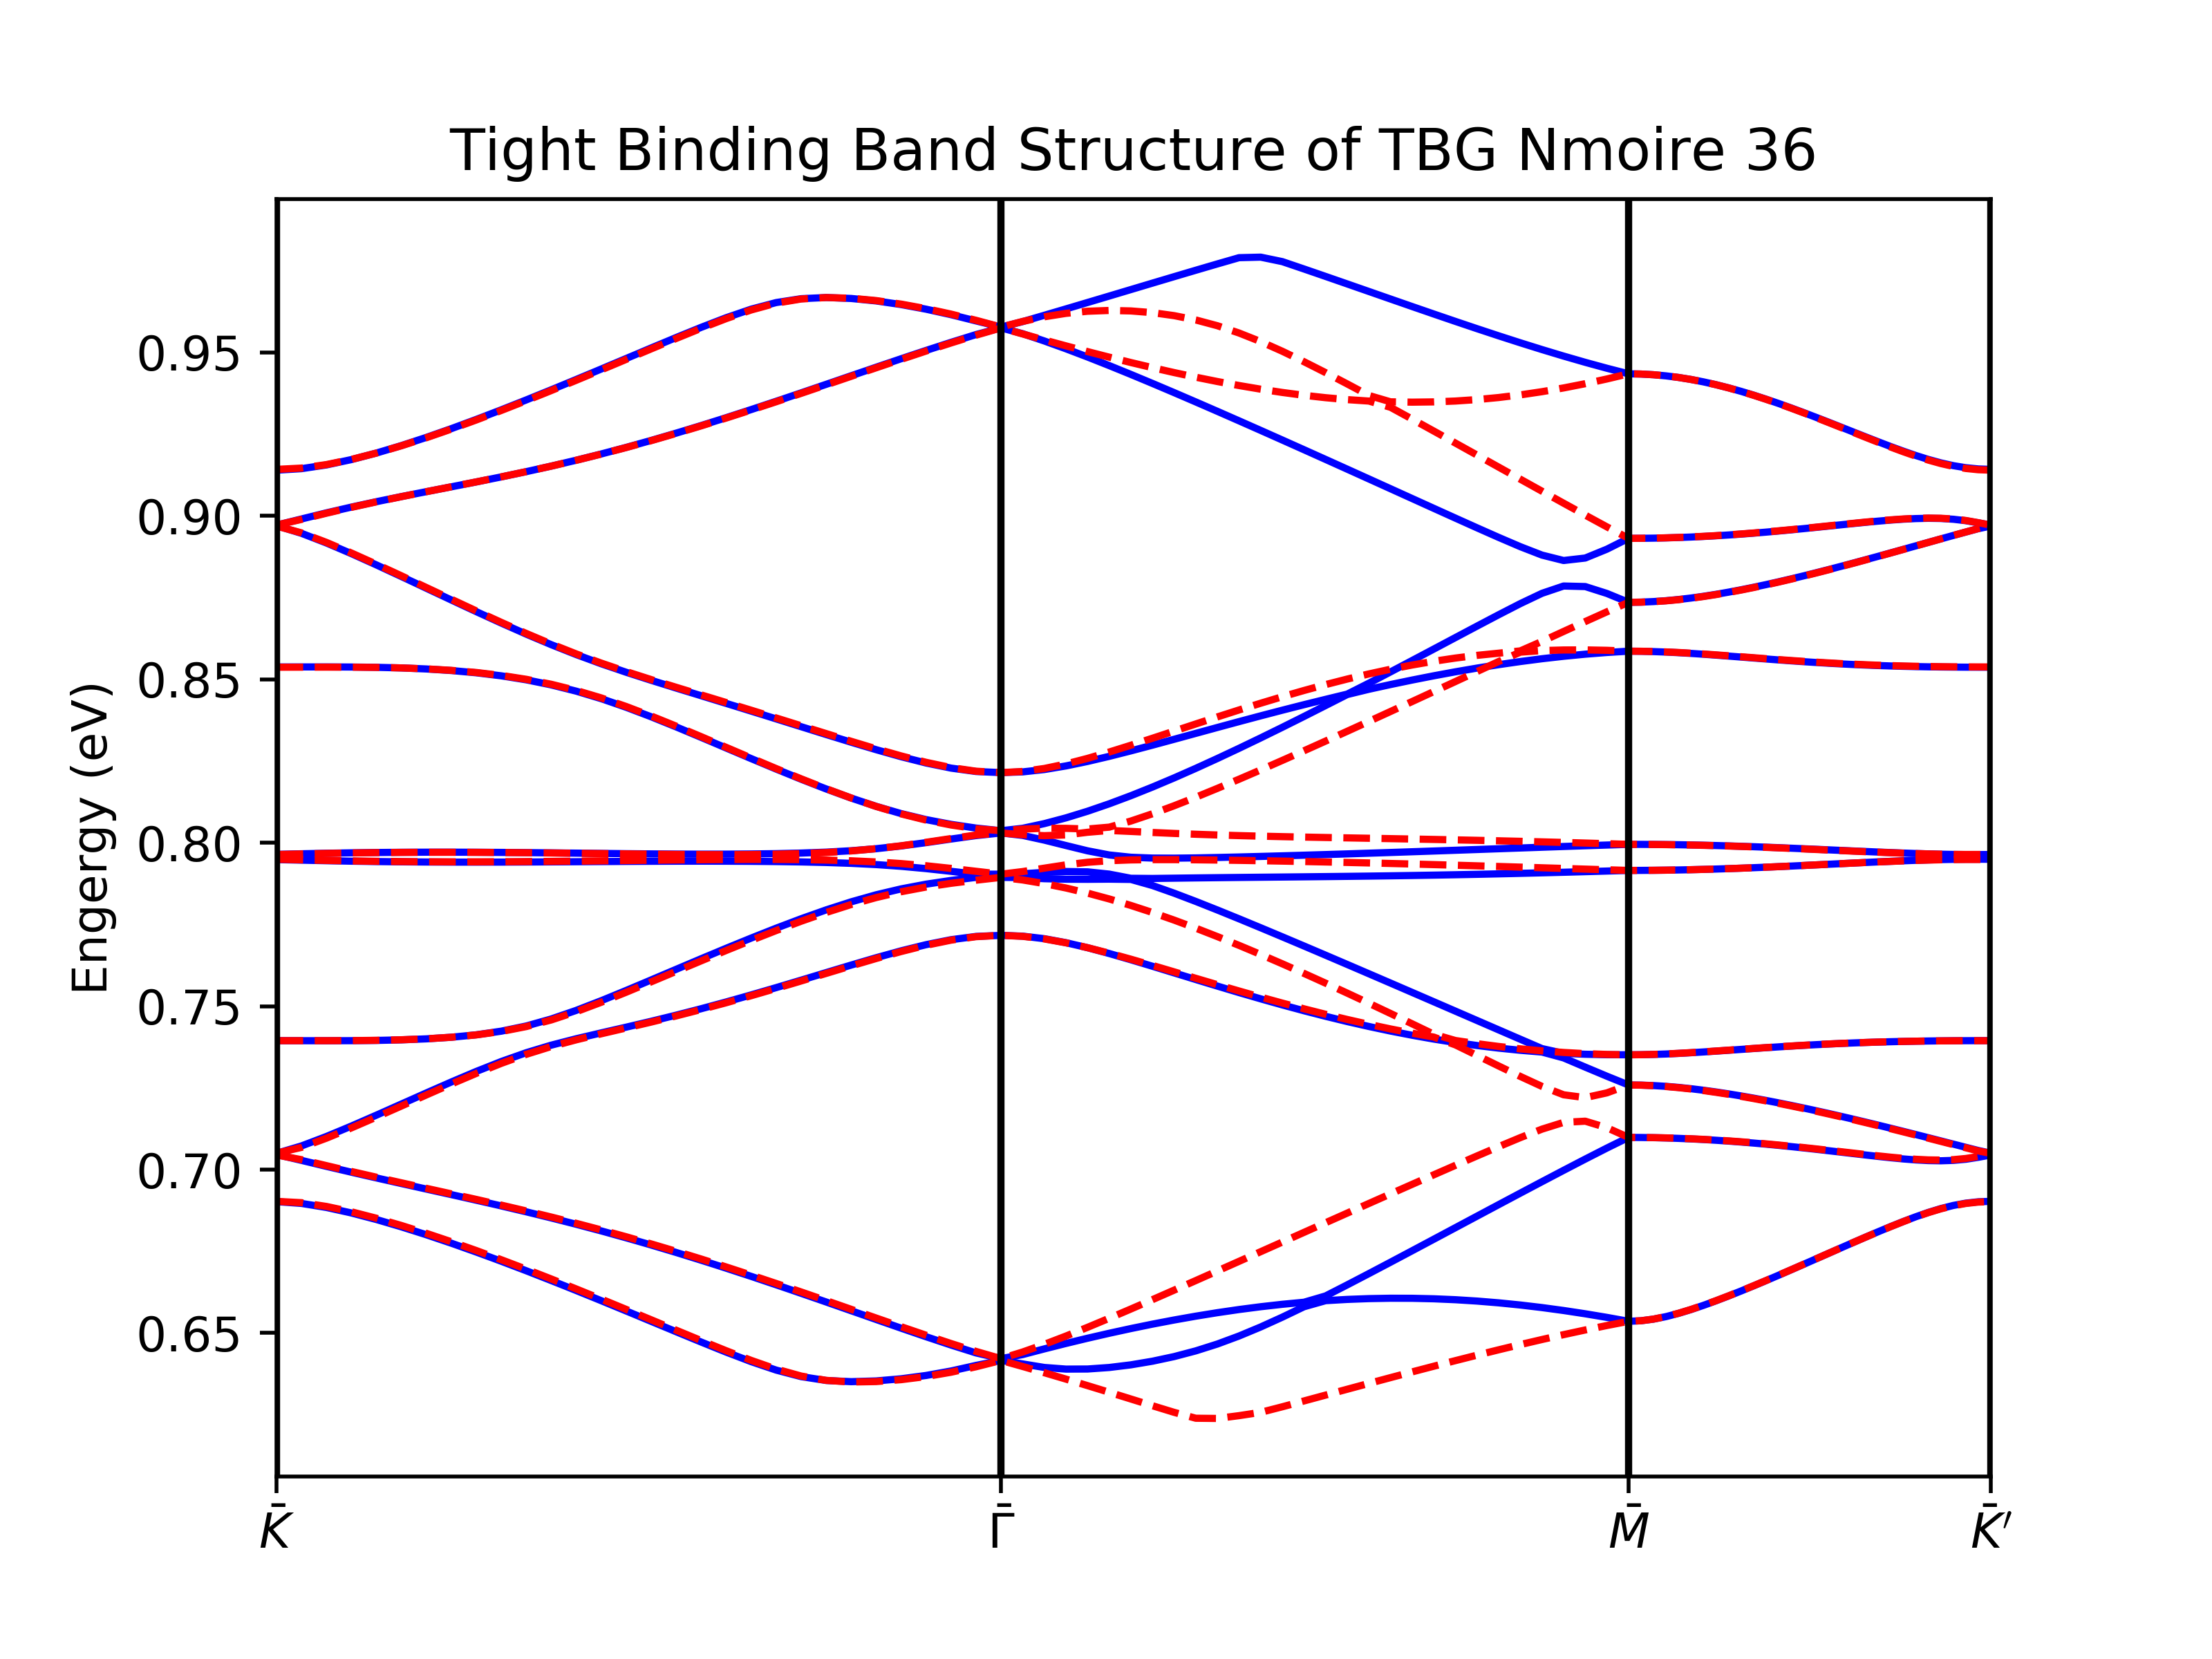 Tight Binding Band Structure of TBG Nmoire 36
Engergy (eV)
0.95
0.90
0.85
0.80
0.75
0.70
0.65
K̄
Γ̄
M̄
K̄′